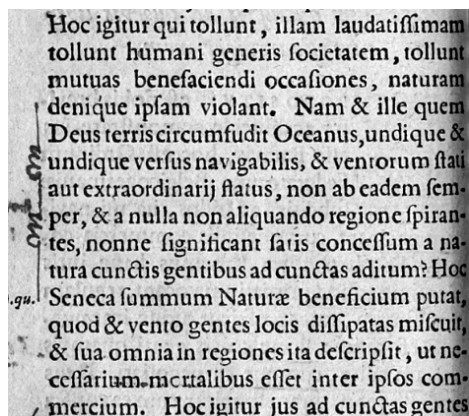 Hoc igitur qui tollunt, illam laudatiſſimam
tollunt humani generis ſocietatem, tollunt
mutuas benefaciendi occaſiones, naturam
denique ipſam violant. Nam & ille quem
Deus terris circumfudit Oceanus, undique &
undique verſus navigabilis, & ventorum ſtati
aut extraordinarij flatus, non ab eadem ſem-
per, & a nulla non aliquando regione ſpiran-
tes, nonne ſignificant ſatis conceſſum a na-
tura cunctis gentibus ad cunctas aditum? Hoc
.qu. Seneca ſummum Naturæ beneficium putat,
quod & vento gentes locis diſſipatas miſcuit,
& ſua omnia in regiones ita deſcripſit, ut ne-
ceſſarium mortalibus eſſet inter ipſos com-
mercium. Hoc igitur jus ad cunctas gentes